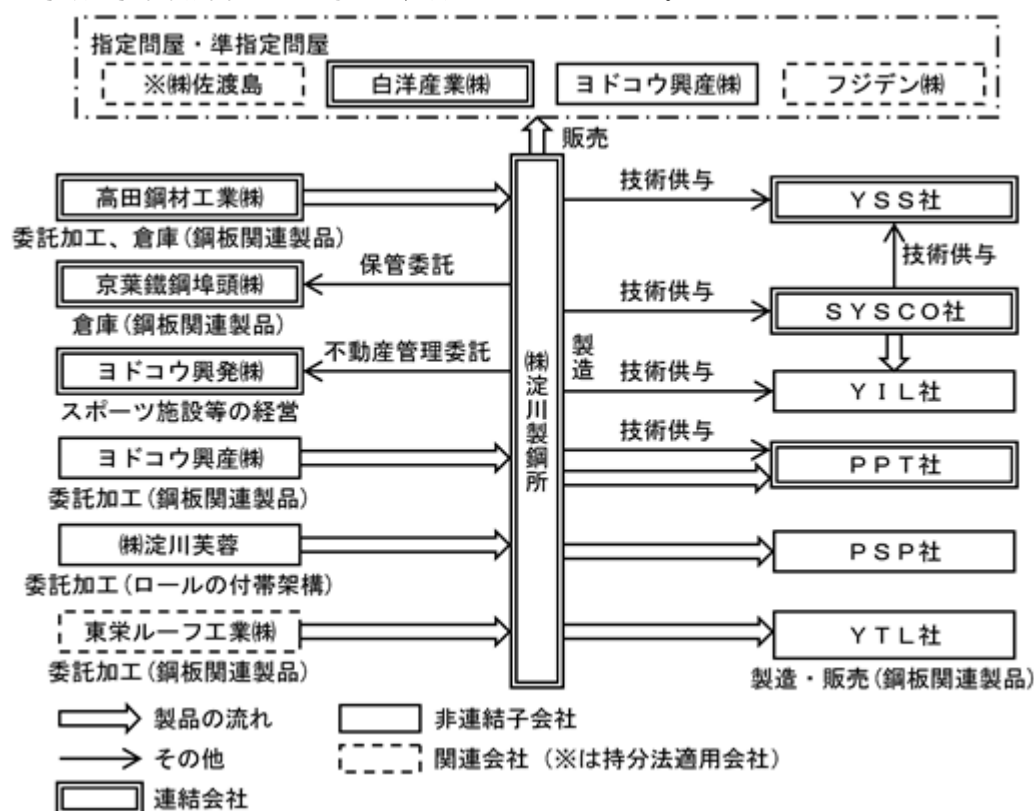 指定問屋・準指定問屋
※㈱佐渡島
白洋産業㈱
ヨドコウ興産㈱
フジデン㈱
販売
高田鋼材工業㈱
委託加工、倉庫(鋼板関連製品)
保管委託
京葉鐵鋼埠頭㈱
倉庫(鋼板関連製品)
不動産管理委託
ヨドコウ興発㈱
スポーツ施設等の経営
ヨドコウ興産㈱
委託加工(鋼板関連製品)
㈱淀川芙蓉
委託加工(ロールの付帯架構)
東栄ルーフ工業㈱
委託加工(鋼板関連製品)
㈱淀川製鋼所
製造
技術供与
YSS社
技術供与
技術供与
SYSCO社
技術供与
YIL社
技術供与
PPT社
PSP社
YTL社
製造・販売(鋼板関連製品)
製品の流れ
非連結子会社
その他
関連会社(※は持分法適用会社)
連結会社